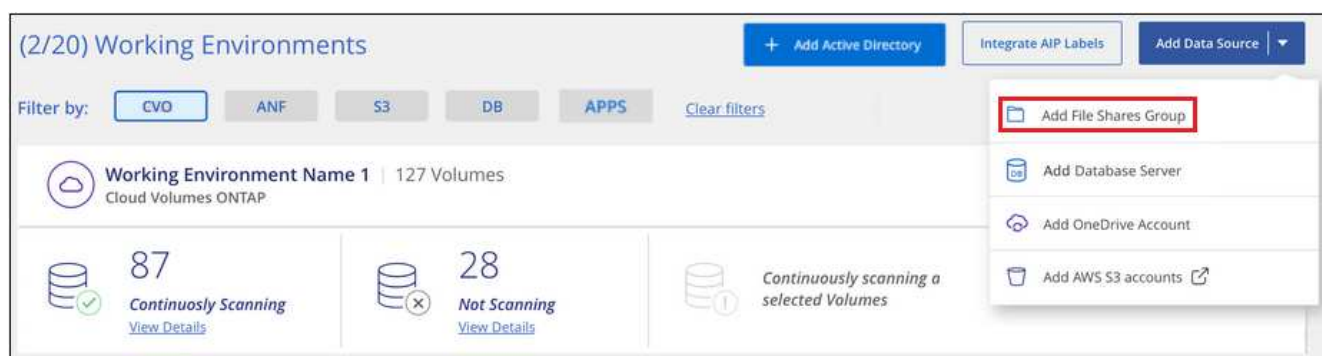 (2/20) Working Environments
+ Add Active Directory
Integrate AIP Labels
Add Data Source
Filter by:
CVO
ANF
S3
DB
APPS
Clear filters
Add File Shares Group
DB
Add Database Server
Add OneDrive Account
Add AWS S3 accounts
Working Environment Name 1 | 127 Volumes
Cloud Volumes ONTAP
87
Continuosly Scanning
View Details
28
Not Scanning
View Details
Continuously scanning a
selected Volumes